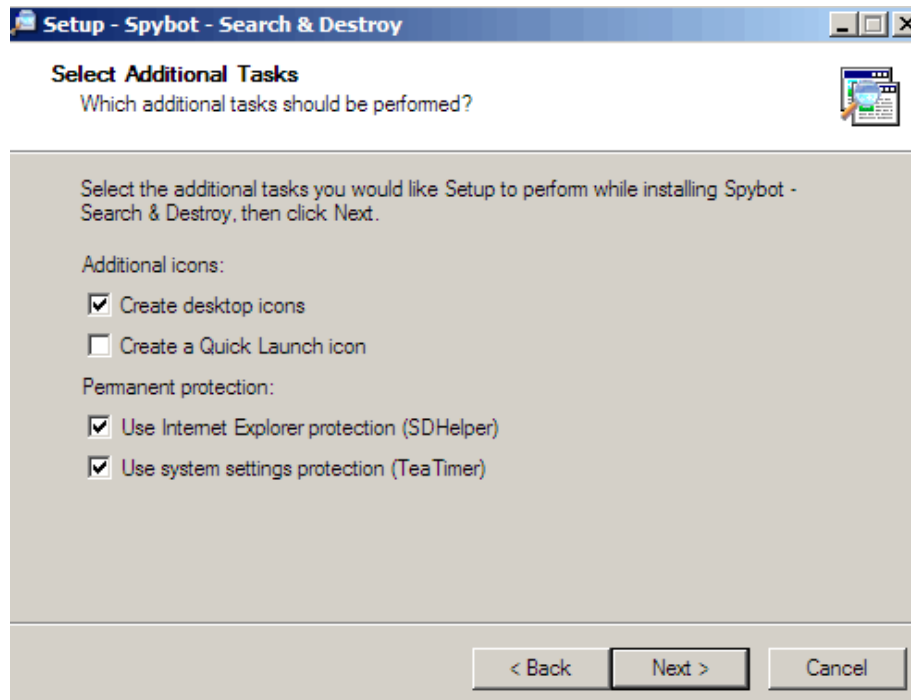 Setup - Spybot - Search & Destroy
Select Additional Tasks
Which additional tasks should be performed?
Select the additional tasks you would like Setup to perform while installing Spybot -
Search & Destroy, then click Next.
Additional icons:
Create desktop icons
Create a Quick Launch icon
Permanent protection:
Use Internet Explorer protection (SDHelper)
Use system settings protection (TeaTimer)
< Back
Next >
Cancel